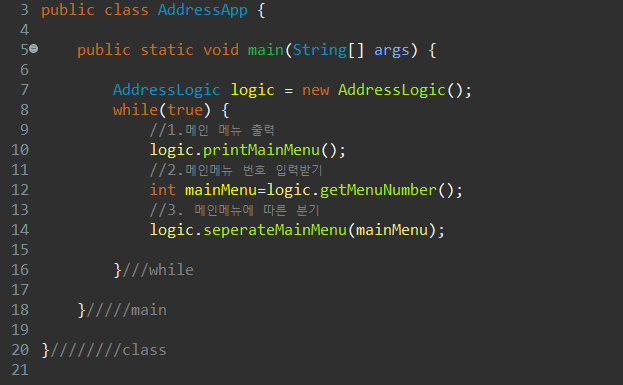 3 public class AddressApp {
4
5 public static void main(String[] args) {
6
7 AddressLogic logic = new AddressLogic();
8 while(true) {
9 //1.메인 메뉴 출력
10 logic.printMainMenu();
11 //2.메인메뉴 번호 입력받기
12 int mainMenu=logic.getMenuNumber();
13 //3. 메인메뉴에 따른 분기
14 logic.seperateMainMenu(mainMenu);
15
16 }///while
17
18 }/////main
19
20 }////////class
21